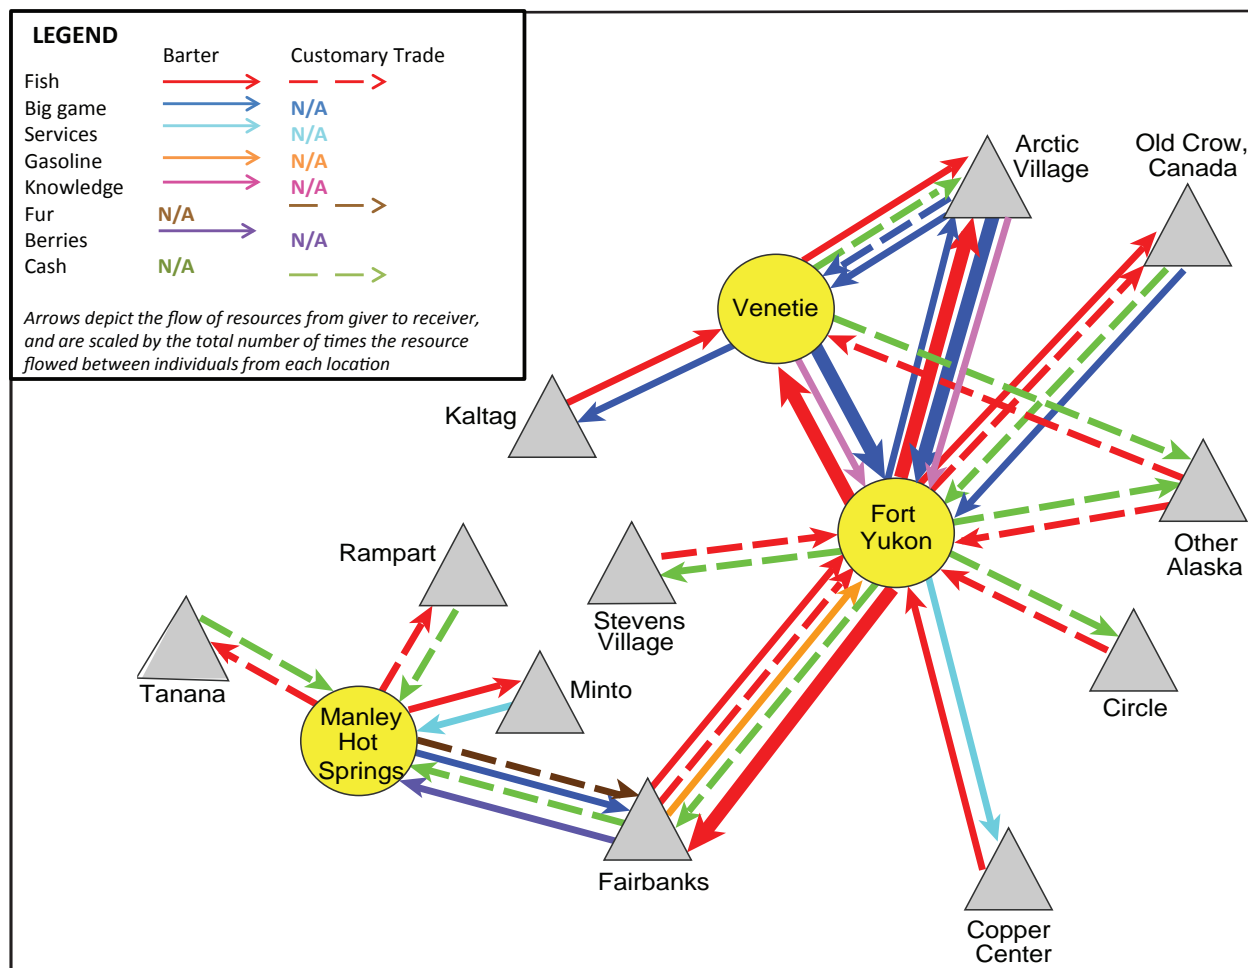 LEGEND
Barter Customary Trade
Fish
Big game N/A
Services N/A
Gasoline N/A
Knowledge N/A
Fur N/A
Berries N/A
Cash N/A
Arrows depict the flow of resources from giver to receiver,
and are scaled by the total number of times the resource
flowed between individuals from each location
Arctic
Village
Old Crow,
Canada
Venetie
Kaltag
Fort
Yukon
Other
Alaska
Rampart
Stevens
Village
Tanana
Minto
Circle
Manley
Hot
Springs
Fairbanks
Copper
Center